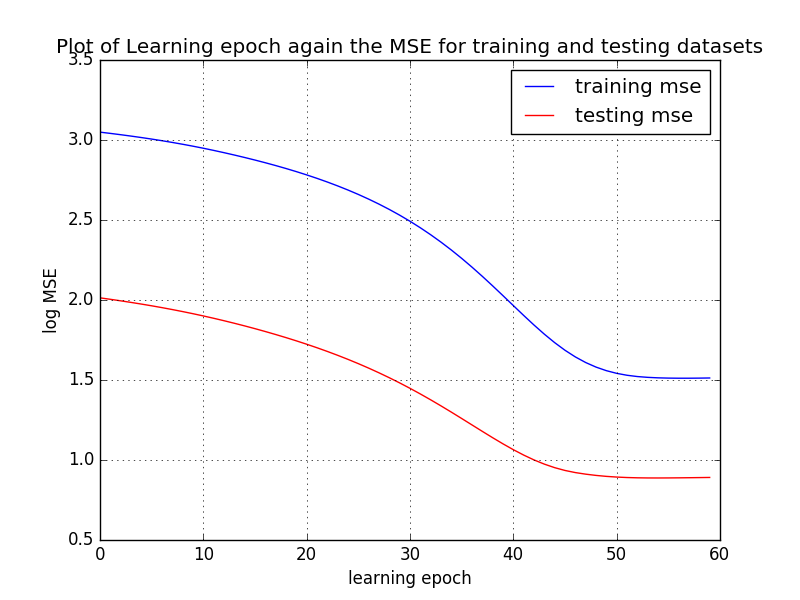 Plot of Learning epoch again the MSE for training and testing datasets
training mse
testing mse
3.5
3.0
2.5
2.0
1.5
1.0
0.5
log MSE
0 10 20 30 40 50 60
learning epoch